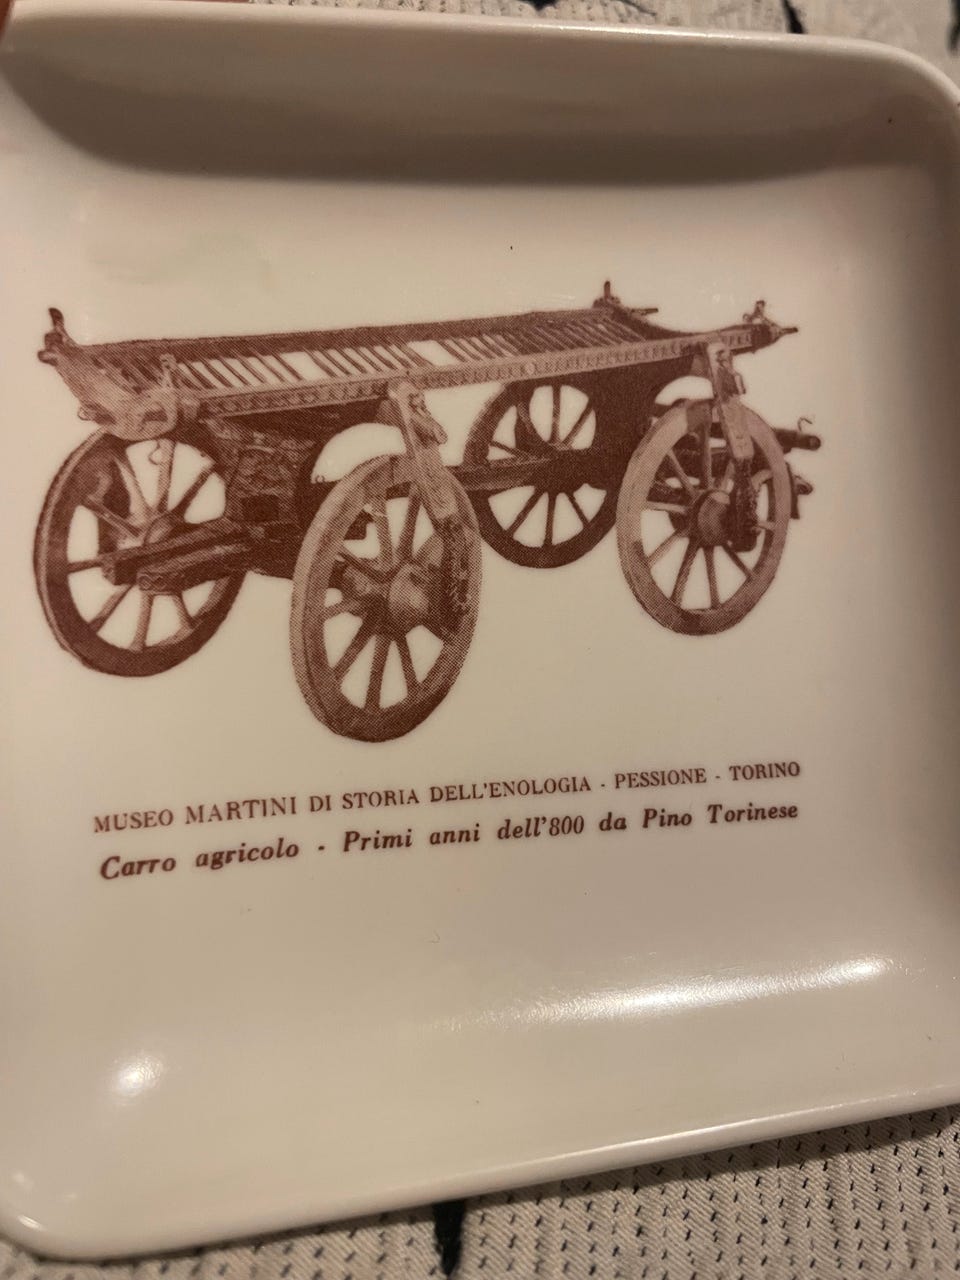 MUSEO MARTINI DI STORIA DELL'ENOLOGIA - PESSIONE - TORINO
Carro agricolo - Primi anni dell'800 da Pino Torinese